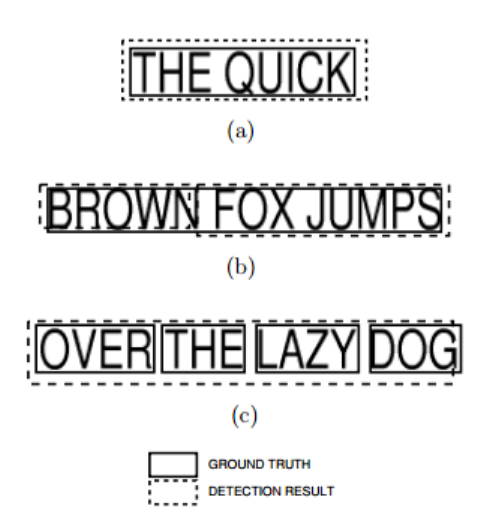 THE QUICK
(a)
BROWN FOX JUMPS
(b)
OVER THE LAZY DOG
(c)
GROUND TRUTH
DETECTION RESULT